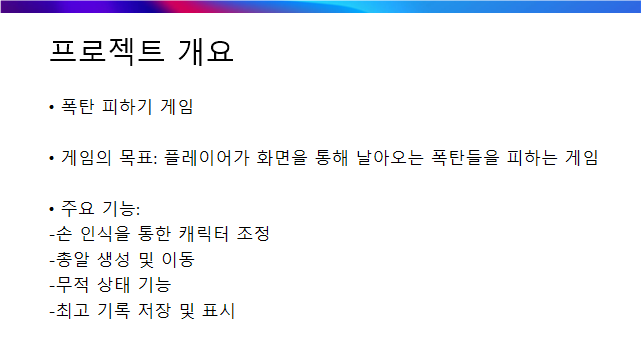 프로젝트 개요
• 폭탄 피하기 게임
• 게임의 목표: 플레이어가 화면을 통해 날아오는 폭탄들을 피하는 게임
• 주요 기능:
-손 인식을 통한 캐릭터 조정
-총알 생성 및 이동
-무적 상태 기능
-최고 기록 저장 및 표시